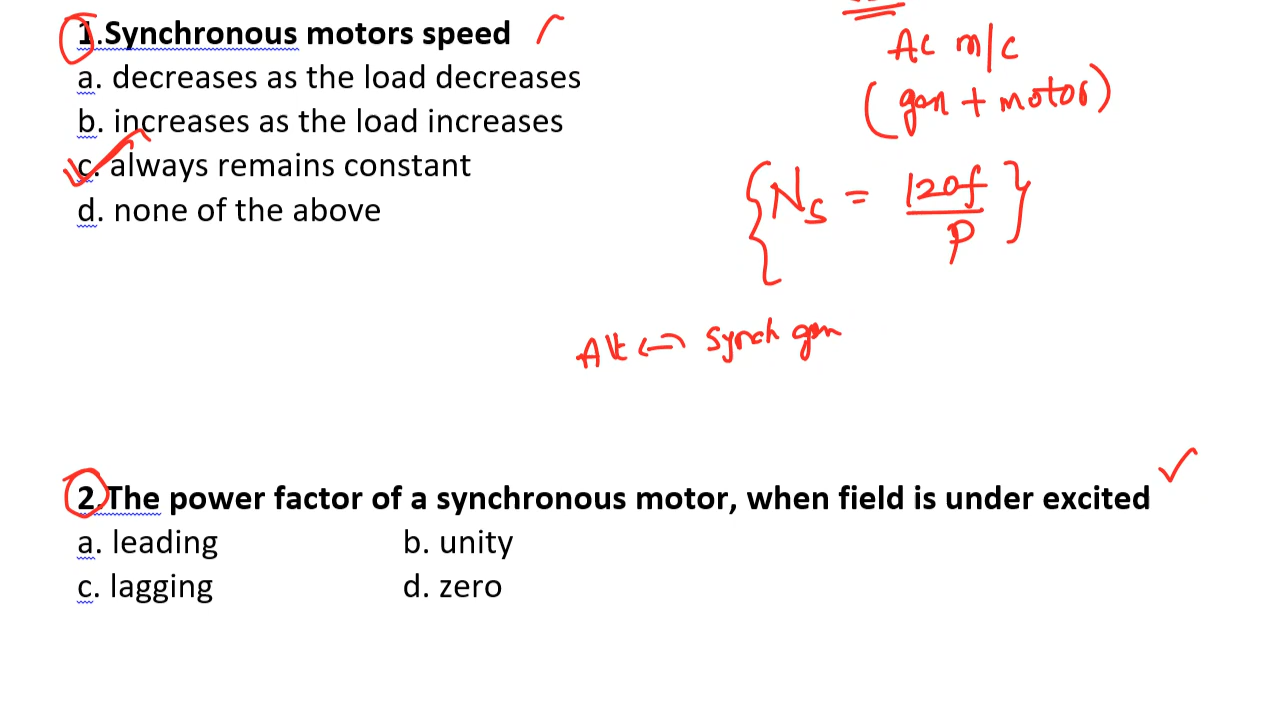 1.Synchronous motors speed
a. decreases as the load decreases
b. increases as the load increases
c. always remains constant
d. none of the above
AC m/c
(gen + motor)
{Ns = 120f/P}
Alt ↔ Synch gen
2.The power factor of a synchronous motor, when field is under excited
a. leading b. unity
c. lagging d. zero